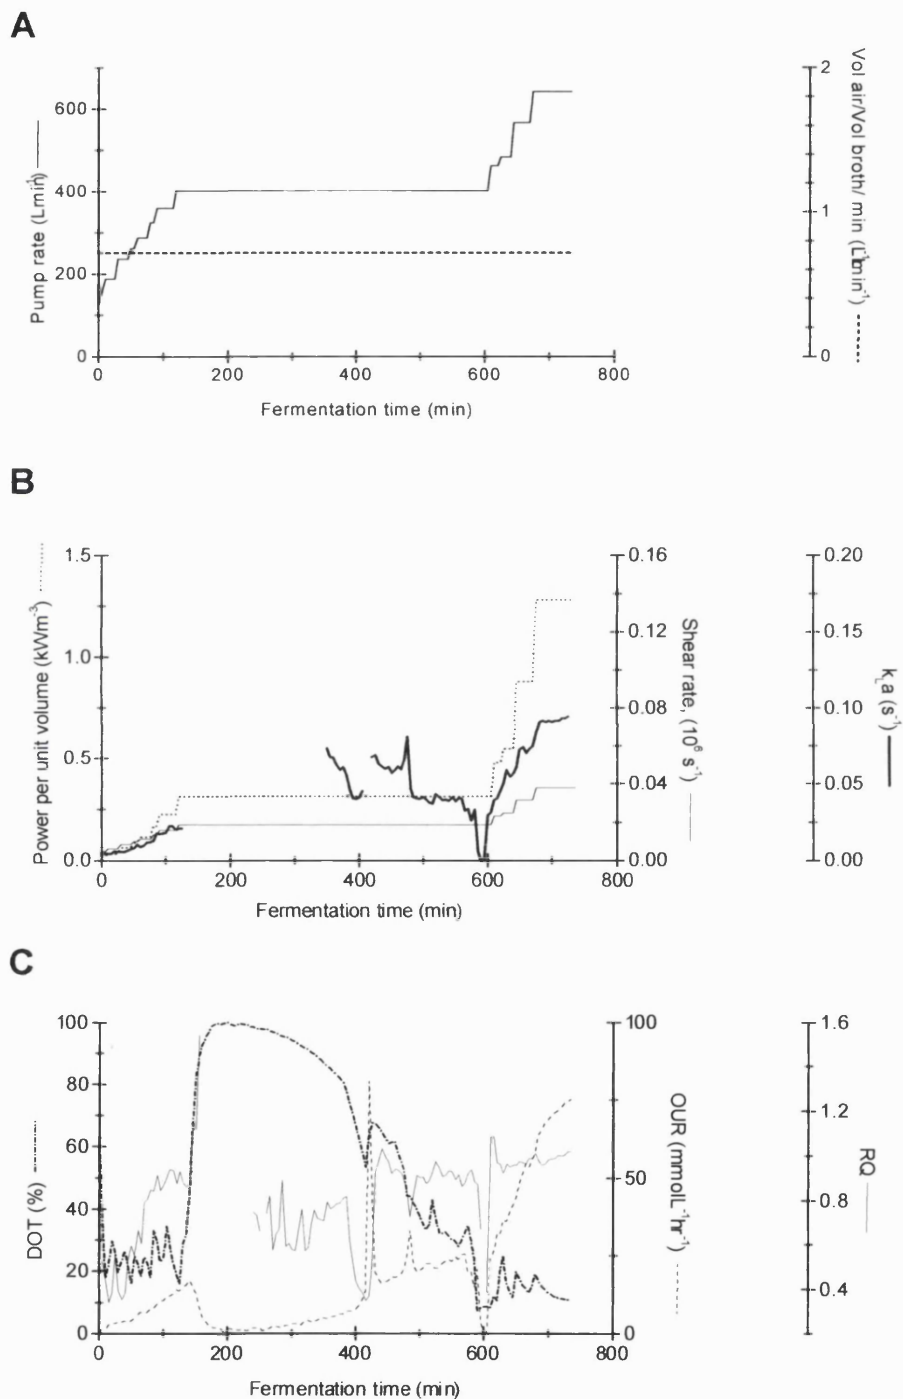 A
Pump rate (Lmin⁻¹)
600
400
200
0
0 200 400 600 800
Fermentation time (min)
2
1
0
Vol air/Vol broth/ min (L⁻¹Lmin⁻¹)
B
Power per unit volume (kWm⁻³)
1.5
1.0
0.5
0.0
0 200 400 600 800
Fermentation time (min)
0.16
0.12
0.08
0.04
0.00
Shear rate, (10⁶ s⁻¹)
0.20
0.15
0.10
0.05
0.00
kLa (s⁻¹)
C
DOT (%)
100
80
60
40
20
0
0 200 400 600 800
Fermentation time (min)
100
50
0
OUR (mmolL⁻¹hr⁻¹)
1.6
1.2
0.8
0.4
RQ